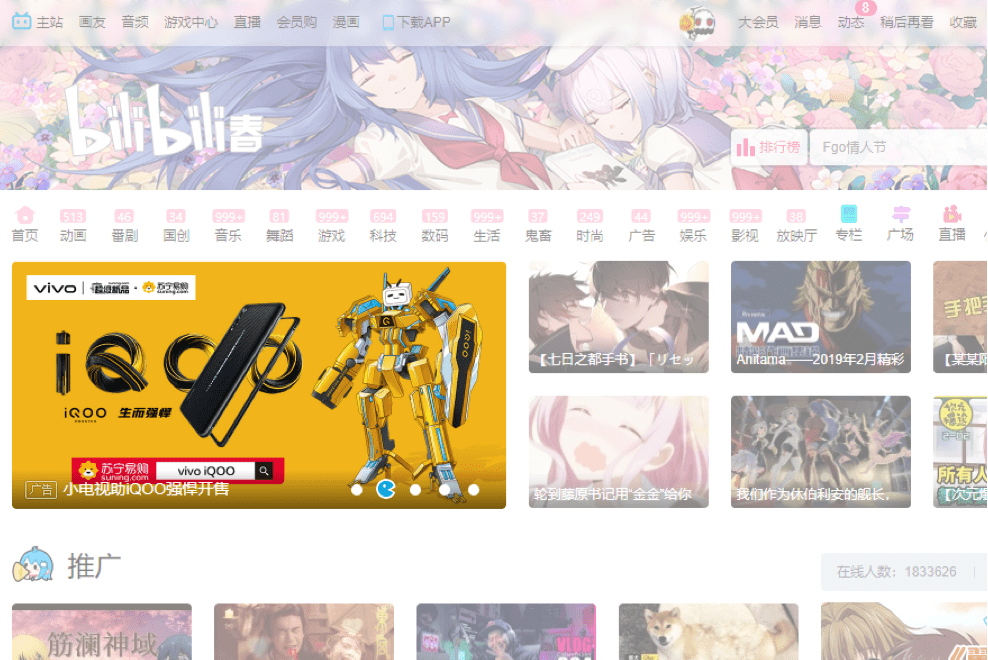 主站 画友 音频 游戏中心 直播 会员购 漫画 下载APP 大会员 消息 动态 8 稍后再看 收藏
bilibili春
排行榜 Fgo情人节
513 46 34 999+ 81 999+ 694 159 999+ 37 249 44 999+ 999+ 38
首页 动画 番剧 国创 音乐 舞蹈 游戏 科技 数码 生活 鬼畜 时尚 广告 娱乐 影视 放映厅 专栏 广场 直播
vivo 超级新品 · 苏宁易购
suning.com
iQOO
iQOO 生而强悍
苏宁易购
suning.com
vivo iQOO
广告 小电视助iQOO强悍开售
【七日之都手书】「リセッ
MAD
Anitama——2019年2月精彩
手把手
【某某
轮到藤原书记用“金金”给你
我们作为休伯利安的舰长，
所有人
【次元
推广
在线人数：1833626
筋澜神域
VLOG